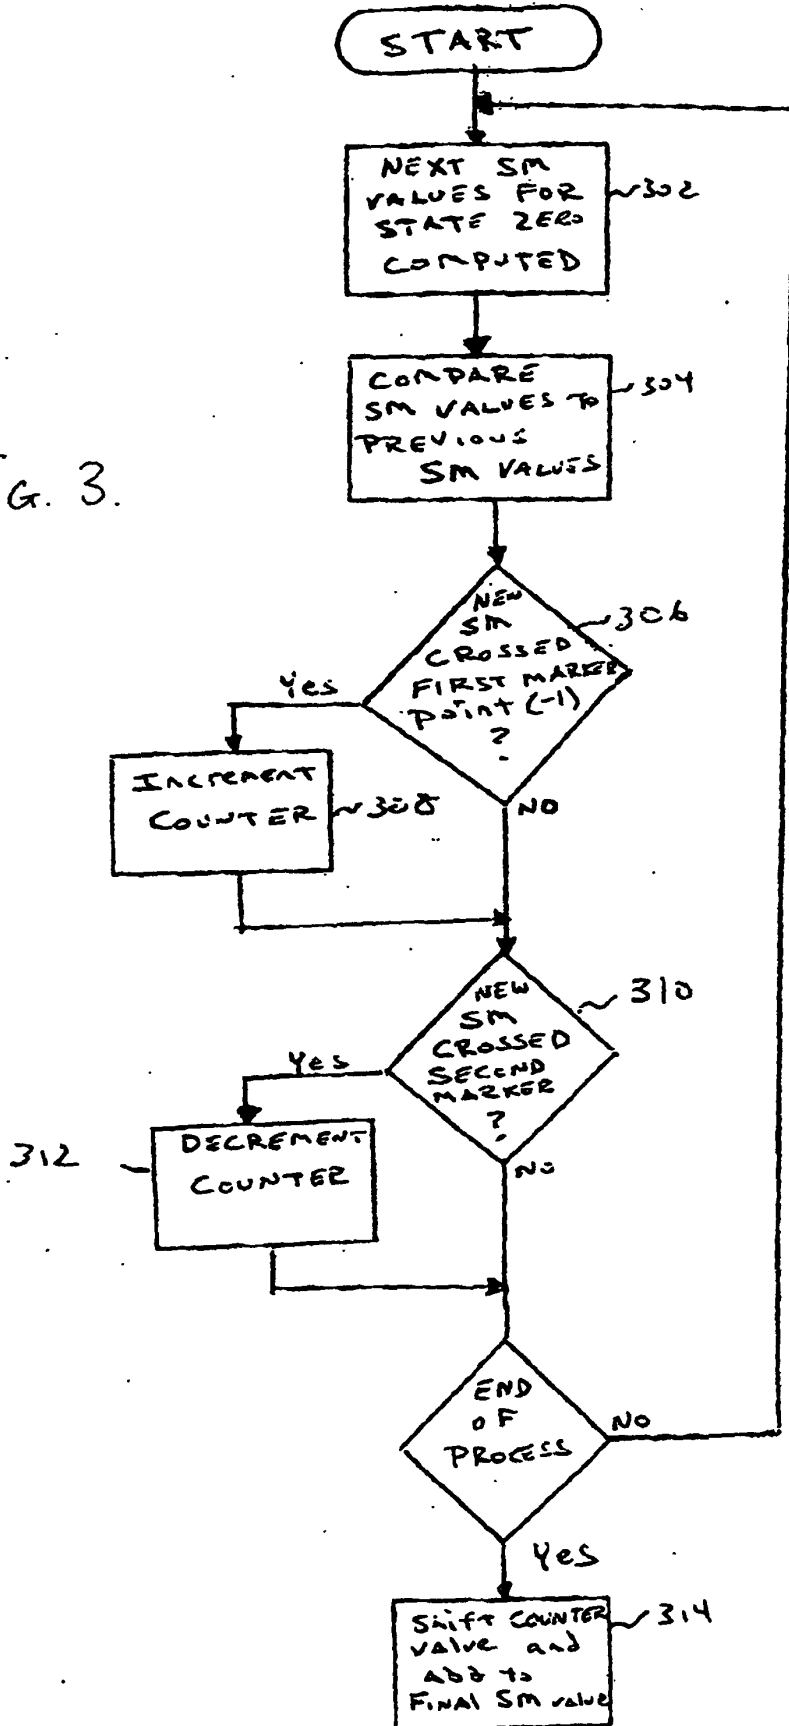 START
NEXT SM
VALUES FOR
STATE ZERO
COMPUTED
302
COMPARE
SM VALUES TO
PREVIOUS
SM VALUES
304
G. 3.
NEW
SM
CROSSED
FIRST MARKER
Point (-1)
?
306
Yes
INCREMENT
COUNTER
308
NO
NEW
SM
CROSSED
SECOND
MARKER
?
310
Yes
DECREMENT
COUNTER
312
NO
END
OF
PROCESS
NO
Yes
Shift COUNTER
value and
ADD to
FINAL SM value
314